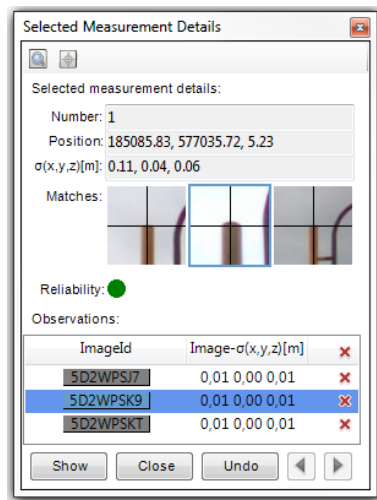 Selected Measurement Details
Selected measurement details:
Number: 1
Position: 185085.83, 577035.72, 5.23
σ(x,y,z)[m]: 0.11, 0.04, 0.06
Matches:
Reliability:
Observations:
ImageId Image-σ(x,y,z)[m]
5D2WPSJ7 0,01 0,00 0,01
5D2WPSK9 0,01 0,00 0,01
5D2WPSKT 0,01 0,00 0,01
Show Close Undo